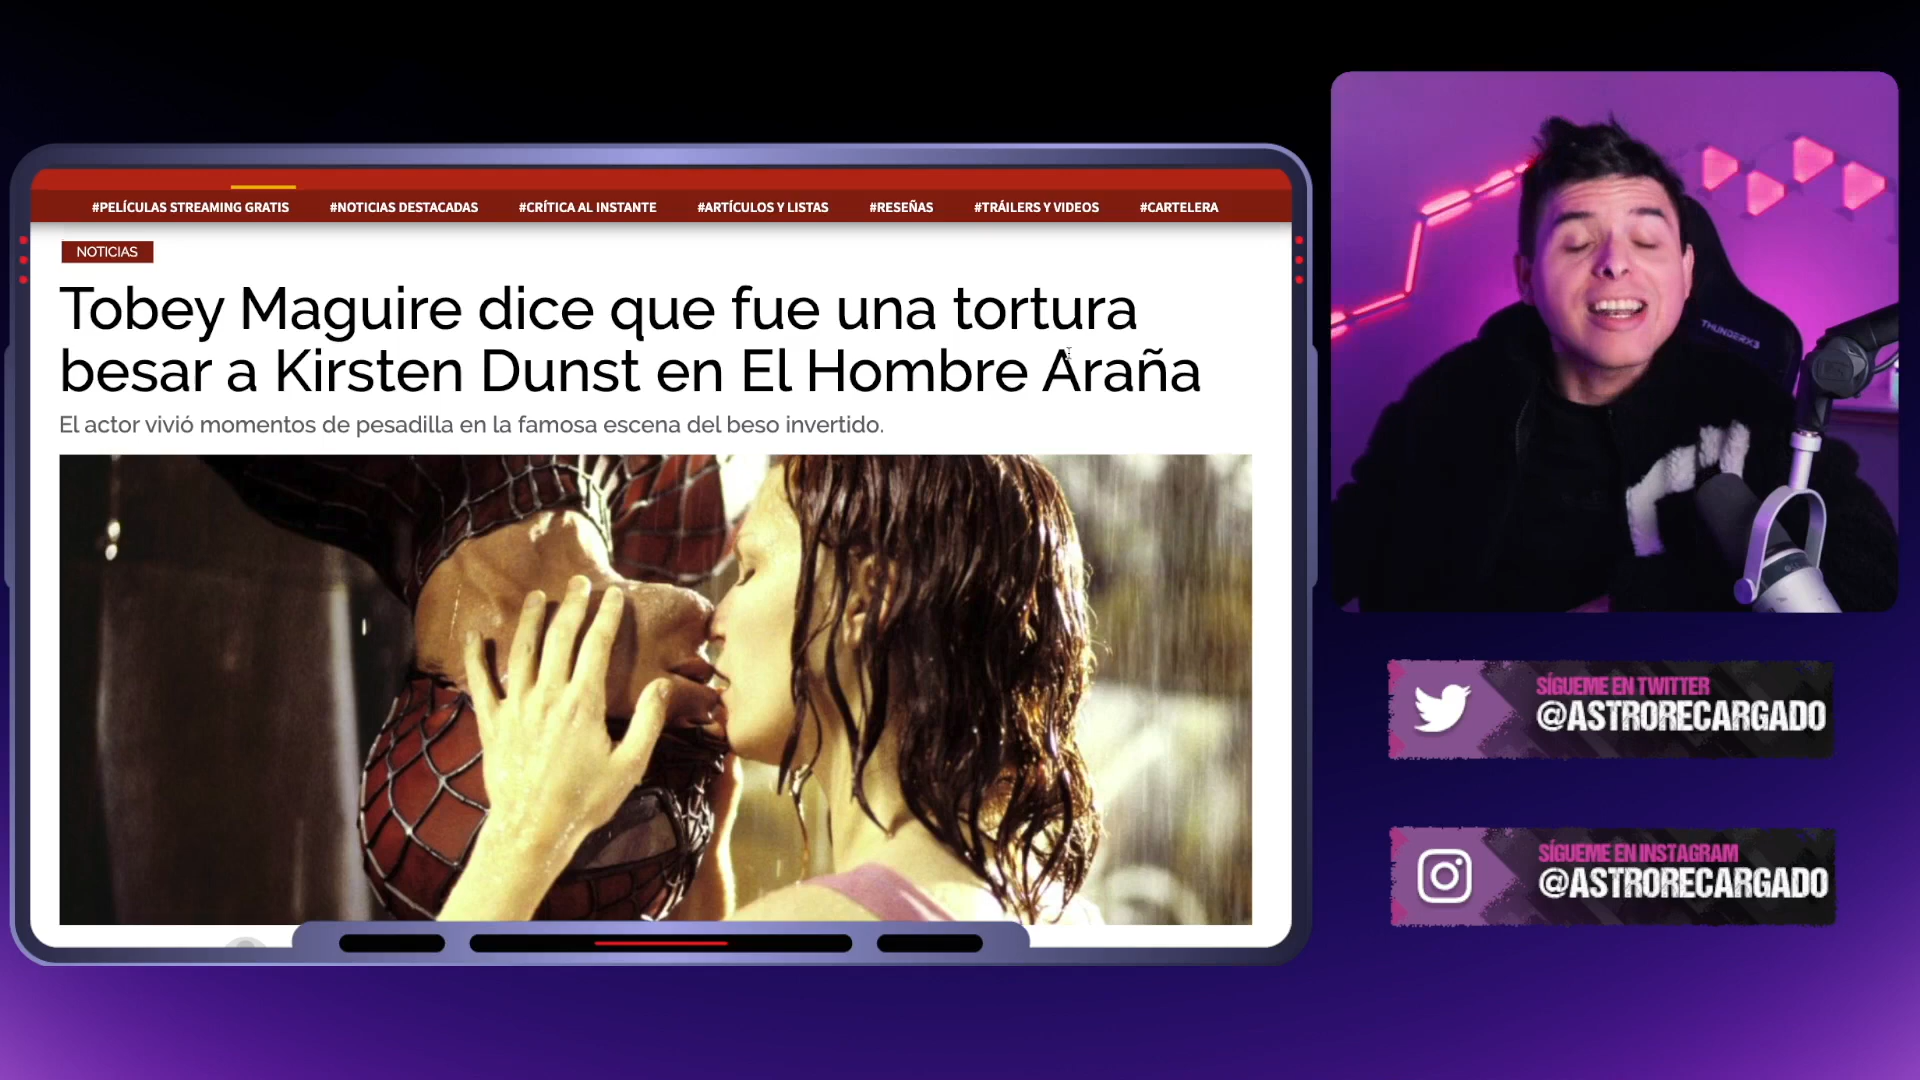 #PELÍCULAS STREAMING GRATIS #NOTICIAS DESTACADAS #CRÍTICA AL INSTANTE #ARTÍCULOS Y LISTAS #RESEÑAS #TRÁILERS Y VIDEOS #CARTELERA
NOTICIAS
Tobey Maguire dice que fue una tortura
besar a Kirsten Dunst en El Hombre Araña
El actor vivió momentos de pesadilla en la famosa escena del beso invertido.
THUNDERX3
SÍGUEME EN TWITTER
@ASTRORECARGADO
SÍGUEME EN INSTAGRAM
@ASTRORECARGADO